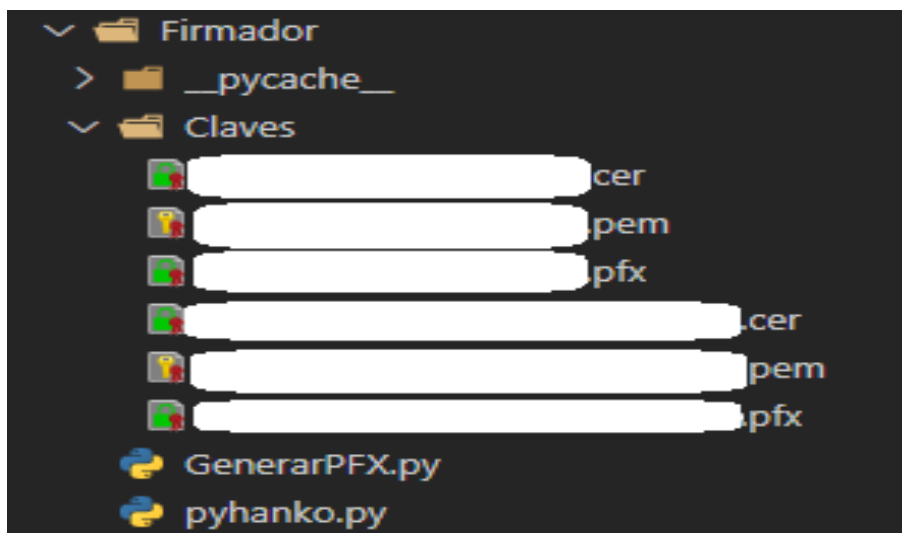 Firmador
__pycache__
Claves
cer
.pem
.pfx
.cer
pem
.pfx
GenerarPFX.py
pyhanko.py